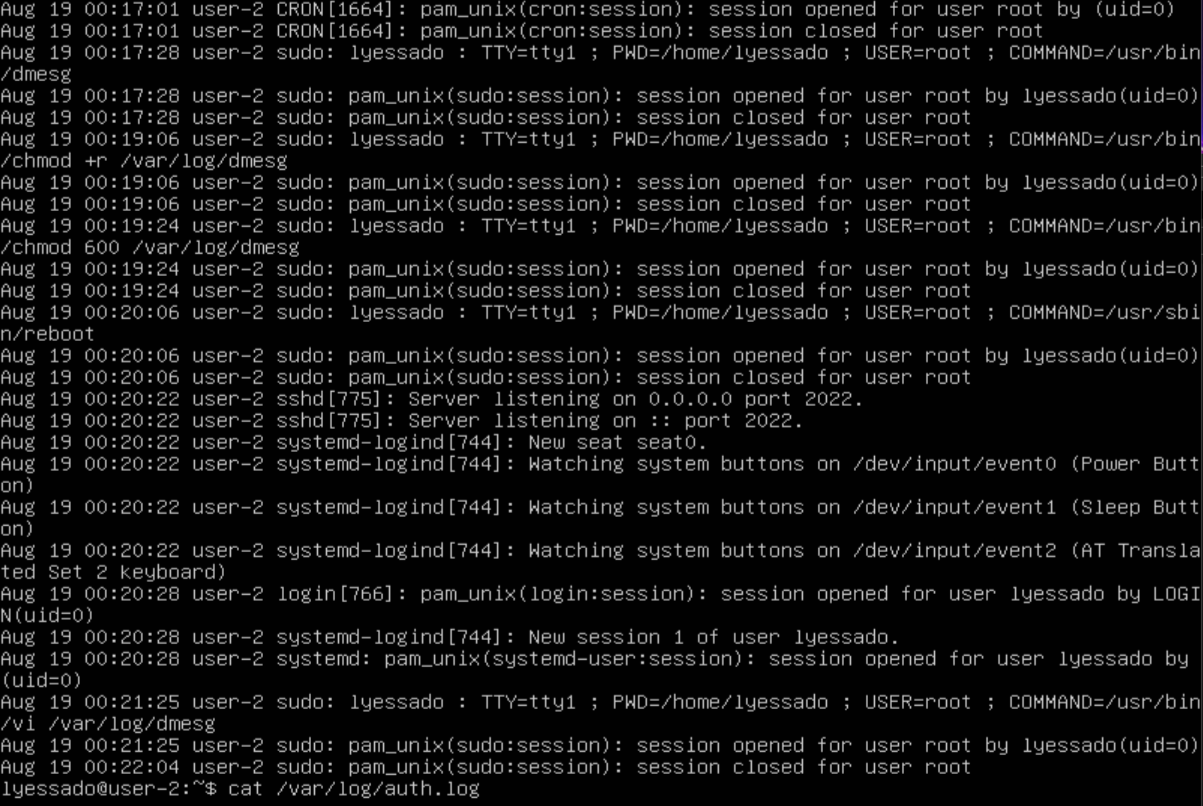 Aug 19 00:17:01 user-2 CRON[1664]: pam_unix(cron:session): session opened for user root by (uid=0)
Aug 19 00:17:01 user-2 CRON[1664]: pam_unix(cron:session): session closed for user root
Aug 19 00:17:28 user-2 sudo: lyessado : TTY=tty1 ; PWD=/home/lyessado ; USER=root ; COMMAND=/usr/bin
/dmesg
Aug 19 00:17:28 user-2 sudo: pam_unix(sudo:session): session opened for user root by lyessado(uid=0)
Aug 19 00:17:28 user-2 sudo: pam_unix(sudo:session): session closed for user root
Aug 19 00:19:06 user-2 sudo: lyessado : TTY=tty1 ; PWD=/home/lyessado ; USER=root ; COMMAND=/usr/bin
/chmod +r /var/log/dmesg
Aug 19 00:19:06 user-2 sudo: pam_unix(sudo:session): session opened for user root by lyessado(uid=0)
Aug 19 00:19:06 user-2 sudo: pam_unix(sudo:session): session closed for user root
Aug 19 00:19:24 user-2 sudo: lyessado : TTY=tty1 ; PWD=/home/lyessado ; USER=root ; COMMAND=/usr/bin
/chmod 600 /var/log/dmesg
Aug 19 00:19:24 user-2 sudo: pam_unix(sudo:session): session opened for user root by lyessado(uid=0)
Aug 19 00:19:24 user-2 sudo: pam_unix(sudo:session): session closed for user root
Aug 19 00:20:06 user-2 sudo: lyessado : TTY=tty1 ; PWD=/home/lyessado ; USER=root ; COMMAND=/usr/sbi
n/reboot
Aug 19 00:20:06 user-2 sudo: pam_unix(sudo:session): session opened for user root by lyessado(uid=0)
Aug 19 00:20:06 user-2 sudo: pam_unix(sudo:session): session closed for user root
Aug 19 00:20:22 user-2 sshd[775]: Server listening on 0.0.0.0 port 2022.
Aug 19 00:20:22 user-2 sshd[775]: Server listening on :: port 2022.
Aug 19 00:20:22 user-2 systemd-logind[744]: New seat seat0.
Aug 19 00:20:22 user-2 systemd-logind[744]: Watching system buttons on /dev/input/event0 (Power Butt
on)
Aug 19 00:20:22 user-2 systemd-logind[744]: Watching system buttons on /dev/input/event1 (Sleep Butt
on)
Aug 19 00:20:22 user-2 systemd-logind[744]: Watching system buttons on /dev/input/event2 (AT Transla
ted Set 2 keyboard)
Aug 19 00:20:28 user-2 login[766]: pam_unix(login:session): session opened for user lyessado by LOGI
N(uid=0)
Aug 19 00:20:28 user-2 systemd-logind[744]: New session 1 of user lyessado.
Aug 19 00:20:28 user-2 systemd: pam_unix(systemd-user:session): session opened for user lyessado by
(uid=0)
Aug 19 00:21:25 user-2 sudo: lyessado : TTY=tty1 ; PWD=/home/lyessado ; USER=root ; COMMAND=/usr/bin
/vi /var/log/dmesg
Aug 19 00:21:25 user-2 sudo: pam_unix(sudo:session): session opened for user root by lyessado(uid=0)
Aug 19 00:22:04 user-2 sudo: pam_unix(sudo:session): session closed for user root
lyessado@user-2:~$ cat /var/log/auth.log